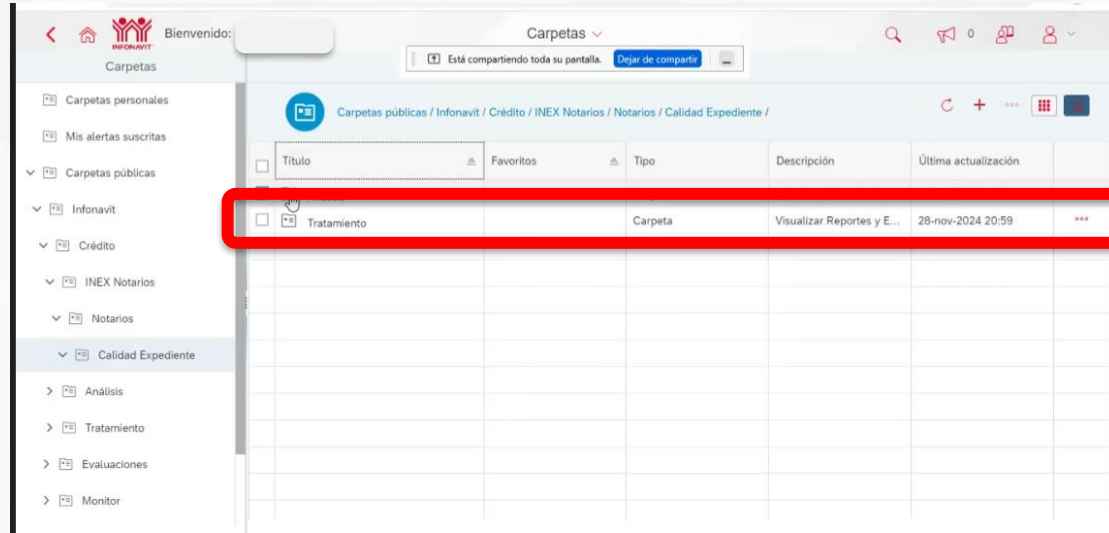 INFONAVIT
Bienvenido:
Carpetas
Carpetas
Está compartiendo toda su pantalla. Dejar de compartir
0
Carpetas personales
Mis alertas suscritas
Carpetas públicas
Infonavit
Crédito
INEX Notarios
Notarios
Calidad Expediente
Análisis
Tratamiento
Evaluaciones
Monitor
Carpetas públicas / Infonavit / Crédito / INEX Notarios / Notarios / Calidad Expediente /
Título Favoritos Tipo Descripción Última actualización
Tratamiento Carpeta Visualizar Reportes y E... 28-nov-2024 20:59